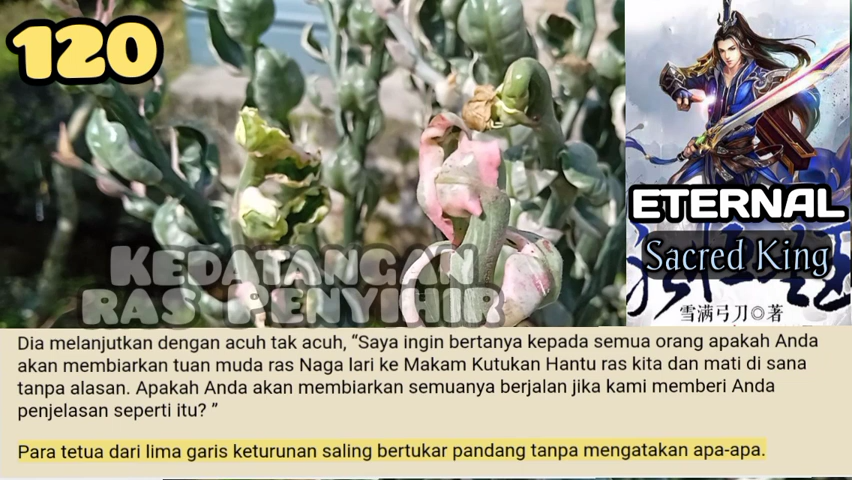 120
ETERNAL
Sacred King
雪满弓刀◎著
KEDATANGAN
RAS PENYIHIR
Dia melanjutkan dengan acuh tak acuh, “Saya ingin bertanya kepada semua orang apakah Anda
akan membiarkan tuan muda ras Naga lari ke Makam Kutukan Hantu ras kita dan mati di sana
tanpa alasan. Apakah Anda akan membiarkan semuanya berjalan jika kami memberi Anda
penjelasan seperti itu? ”
Para tetua dari lima garis keturunan saling bertukar pandang tanpa mengatakan apa-apa.